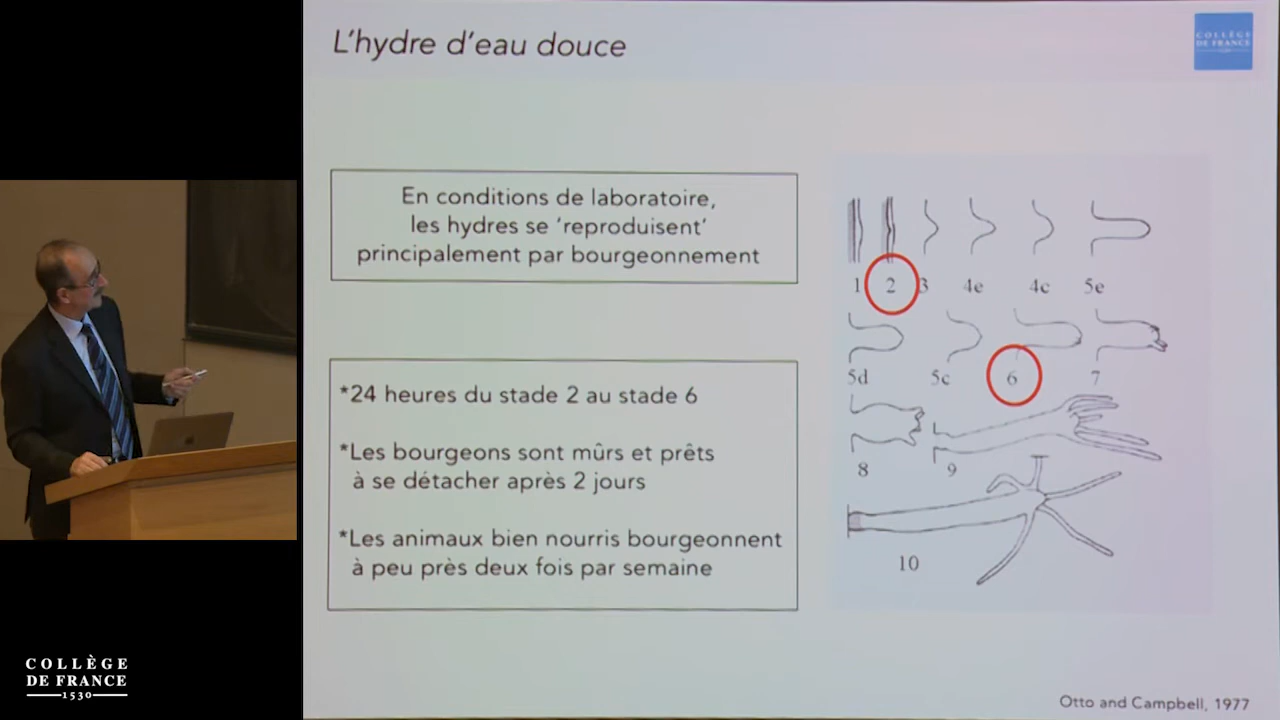 L'hydre d'eau douce
COLLÈGE
DE FRANCE
1530
En conditions de laboratoire,
les hydres se 'reproduisent'
principalement par bourgeonnement
*24 heures du stade 2 au stade 6
*Les bourgeons sont mûrs et prêts
à se détacher après 2 jours
*Les animaux bien nourris bourgeonnent
à peu près deux fois par semaine
1 2 3 4e 4c 5e
5d 5c 6 7
8 9
10
COLLÈGE
DE FRANCE
1530
Otto and Campbell, 1977